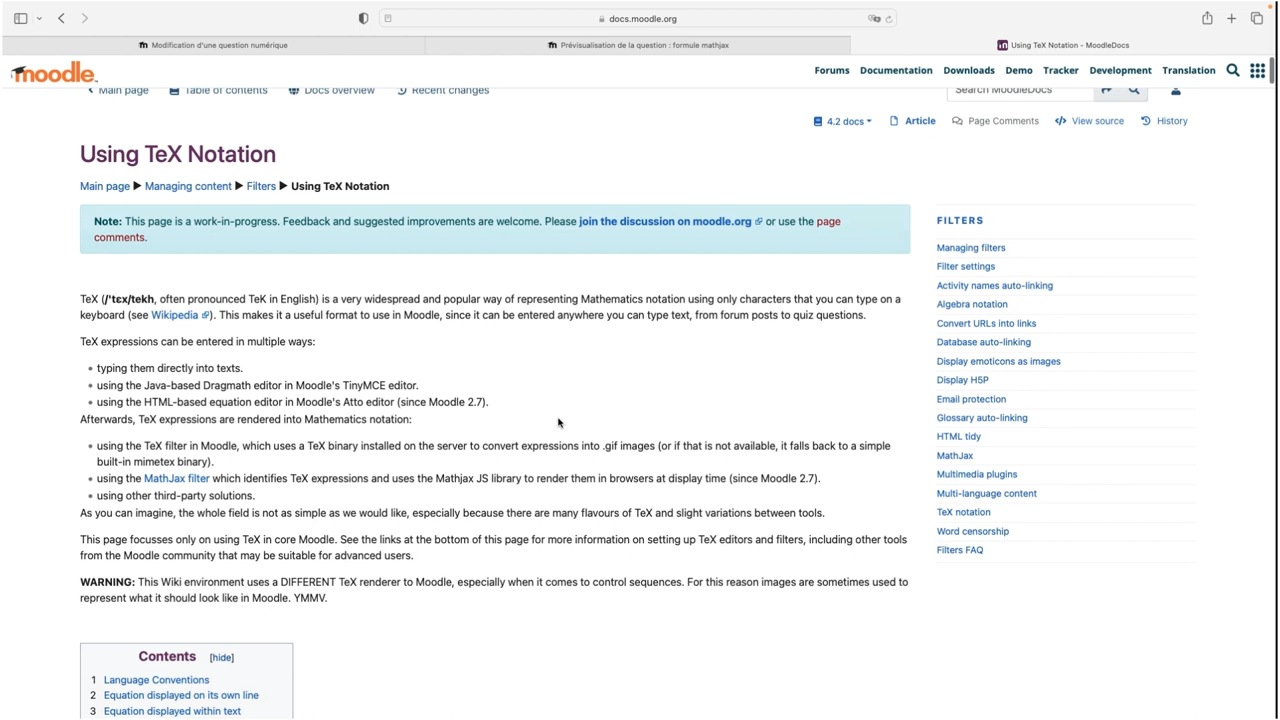 docs.moodle.org
Modification d'une question numérique
Prévisualisation de la question : formule mathjax
Using TeX Notation - MoodleDocs
moodle
Forums Documentation Downloads Demo Tracker Development Translation
Main page Table of contents Docs overview Recent changes Search MoodleDocs
4.2 docs Article Page Comments View source History
Using TeX Notation
Main page ► Managing content ► Filters ► Using TeX Notation
Note: This page is a work-in-progress. Feedback and suggested improvements are welcome. Please join the discussion on moodle.org or use the page
comments.
TeX (/'tɛx/tekh, often pronounced TeK in English) is a very widespread and popular way of representing Mathematics notation using only characters that you can type on a
keyboard (see Wikipedia ). This makes it a useful format to use in Moodle, since it can be entered anywhere you can type text, from forum posts to quiz questions.
TeX expressions can be entered in multiple ways:
• typing them directly into texts.
• using the Java-based Dragmath editor in Moodle's TinyMCE editor.
• using the HTML-based equation editor in Moodle's Atto editor (since Moodle 2.7).
Afterwards, TeX expressions are rendered into Mathematics notation:
• using the TeX filter in Moodle, which uses a TeX binary installed on the server to convert expressions into .gif images (or if that is not available, it falls back to a simple
built-in mimetex binary).
• using the MathJax filter which identifies TeX expressions and uses the Mathjax JS library to render them in browsers at display time (since Moodle 2.7).
• using other third-party solutions.
As you can imagine, the whole field is not as simple as we would like, especially because there are many flavours of TeX and slight variations between tools.
This page focusses only on using TeX in core Moodle. See the links at the bottom of this page for more information on setting up TeX editors and filters, including other tools
from the Moodle community that may be suitable for advanced users.
WARNING: This Wiki environment uses a DIFFERENT TeX renderer to Moodle, especially when it comes to control sequences. For this reason images are sometimes used to
represent what it should look like in Moodle. YMMV.
Contents [hide]
1 Language Conventions
2 Equation displayed on its own line
3 Equation displayed within text
FILTERS
Managing filters
Filter settings
Activity names auto-linking
Algebra notation
Convert URLs into links
Database auto-linking
Display emoticons as images
Display H5P
Email protection
Glossary auto-linking
HTML tidy
MathJax
Multimedia plugins
Multi-language content
TeX notation
Word censorship
Filters FAQ